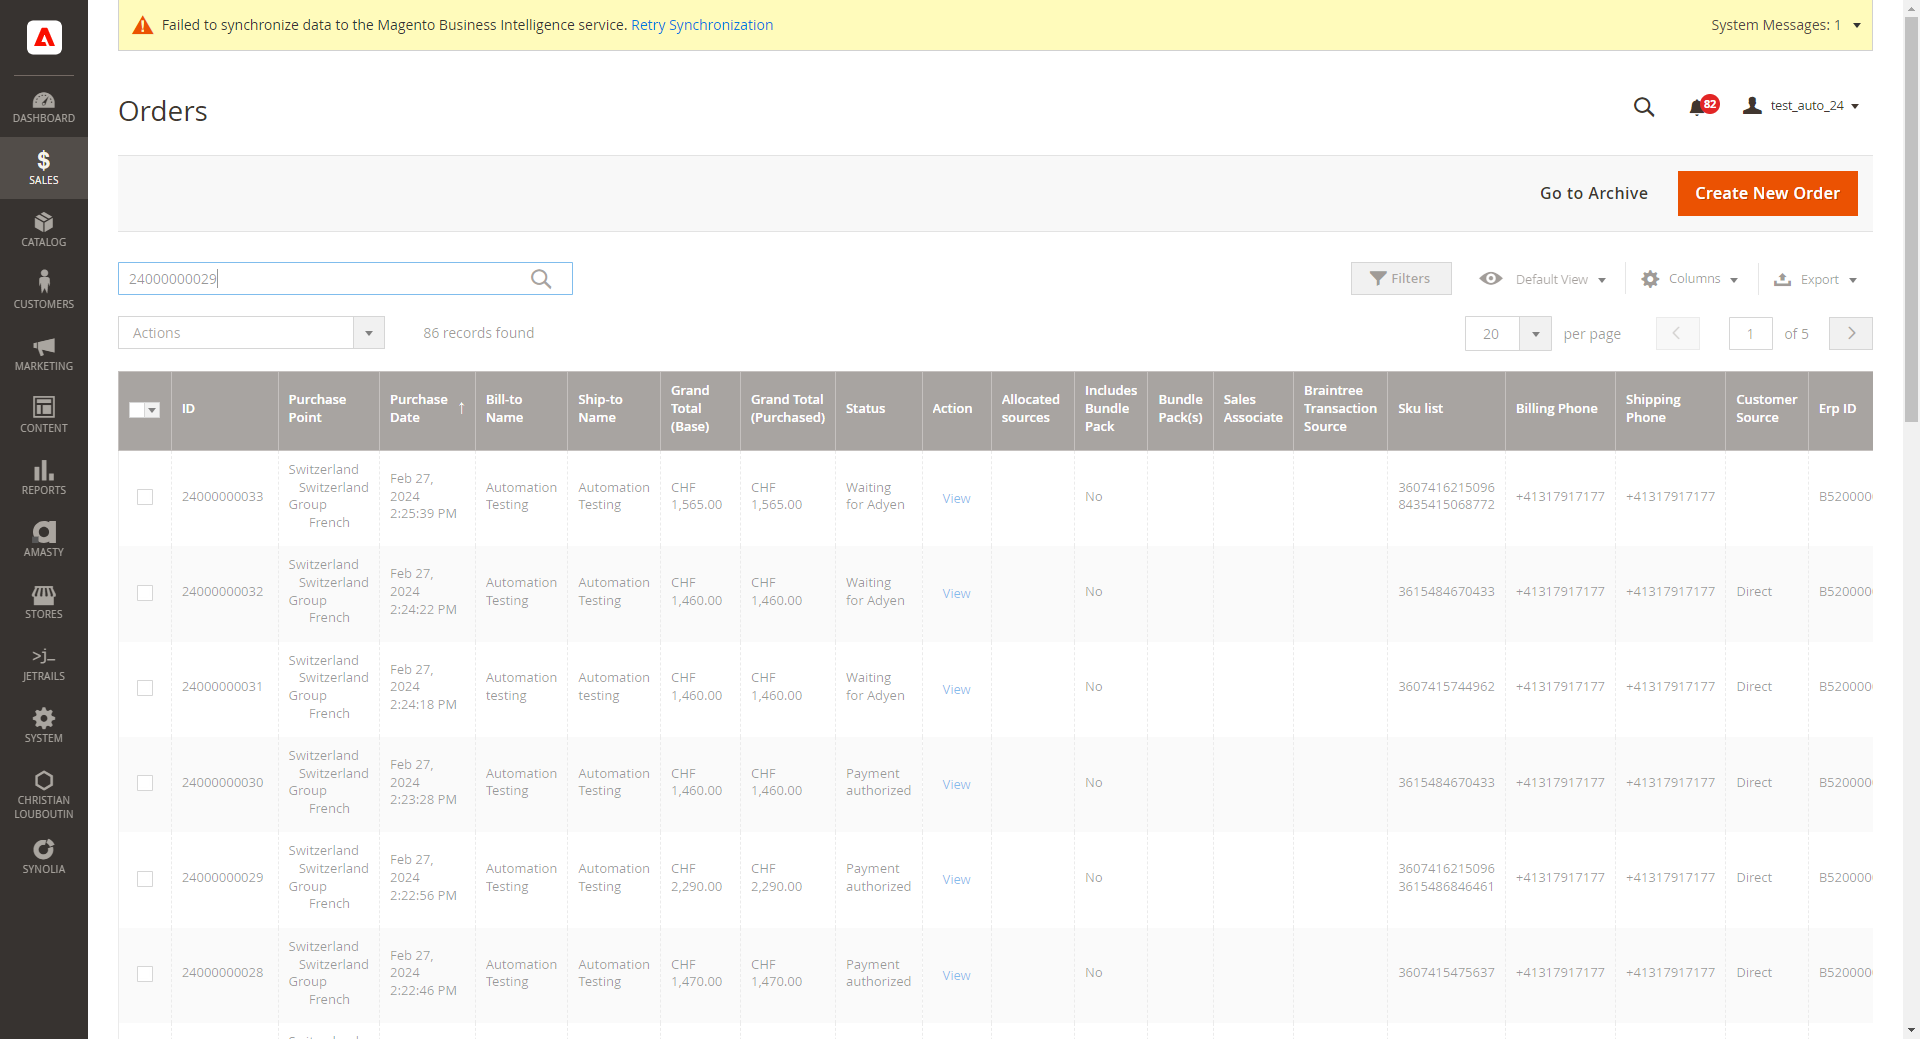 Failed to synchronize data to the Magento Business Intelligence service. Retry Synchronization
System Messages: 1
DASHBOARD
SALES
CATALOG
CUSTOMERS
MARKETING
CONTENT
REPORTS
AMASTY
STORES
>j_
JETRAILS
SYSTEM
CHRISTIAN
LOUBOUTIN
SYNOLIA
Orders
82
test_auto_24
Go to Archive
Create New Order
24000000029
Filters
Default View
Columns
Export
Actions
86 records found
20
per page
1
of 5
ID
Purchase
Point
Purchase
Date
Bill-to
Name
Ship-to
Name
Grand
Total
(Base)
Grand Total
(Purchased)
Status
Action
Allocated
sources
Includes
Bundle
Pack
Bundle
Pack(s)
Sales
Associate
Braintree
Transaction
Source
Sku list
Billing Phone
Shipping
Phone
Customer
Source
Erp ID
24000000033
Switzerland
Switzerland
Group
French
Feb 27,
2024
2:25:39 PM
Automation
Testing
Automation
Testing
CHF
1,565.00
CHF
1,565.00
Waiting
for Adyen
View
No
3607416215096
8435415068772
+41317917177
+41317917177
B520000
24000000032
Switzerland
Switzerland
Group
French
Feb 27,
2024
2:24:22 PM
Automation
Testing
Automation
Testing
CHF
1,460.00
CHF
1,460.00
Waiting
for Adyen
View
No
3615484670433
+41317917177
+41317917177
Direct
B520000
24000000031
Switzerland
Switzerland
Group
French
Feb 27,
2024
2:24:18 PM
Automation
testing
Automation
testing
CHF
1,460.00
CHF
1,460.00
Waiting
for Adyen
View
No
3607415744962
+41317917177
+41317917177
Direct
B520000
24000000030
Switzerland
Switzerland
Group
French
Feb 27,
2024
2:23:28 PM
Automation
Testing
Automation
Testing
CHF
1,460.00
CHF
1,460.00
Payment
authorized
View
No
3615484670433
+41317917177
+41317917177
Direct
B520000
24000000029
Switzerland
Switzerland
Group
French
Feb 27,
2024
2:22:56 PM
Automation
Testing
Automation
Testing
CHF
2,290.00
CHF
2,290.00
Payment
authorized
View
No
3607416215096
3615486846461
+41317917177
+41317917177
Direct
B520000
24000000028
Switzerland
Switzerland
Group
French
Feb 27,
2024
2:22:46 PM
Automation
Testing
Automation
Testing
CHF
1,470.00
CHF
1,470.00
Payment
authorized
View
No
3607415475637
+41317917177
+41317917177
Direct
B520000